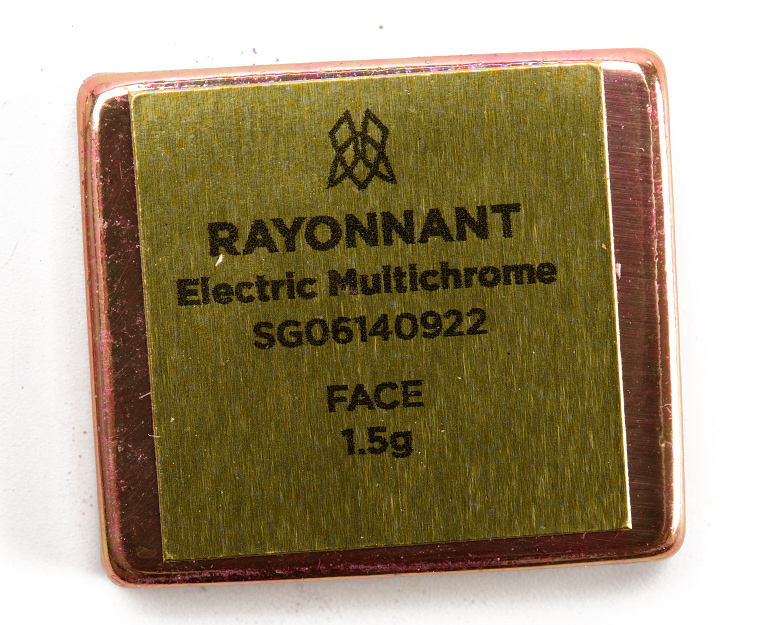 RAYONNANT
Electric Multichrome
SG06140922
FACE
1.5g